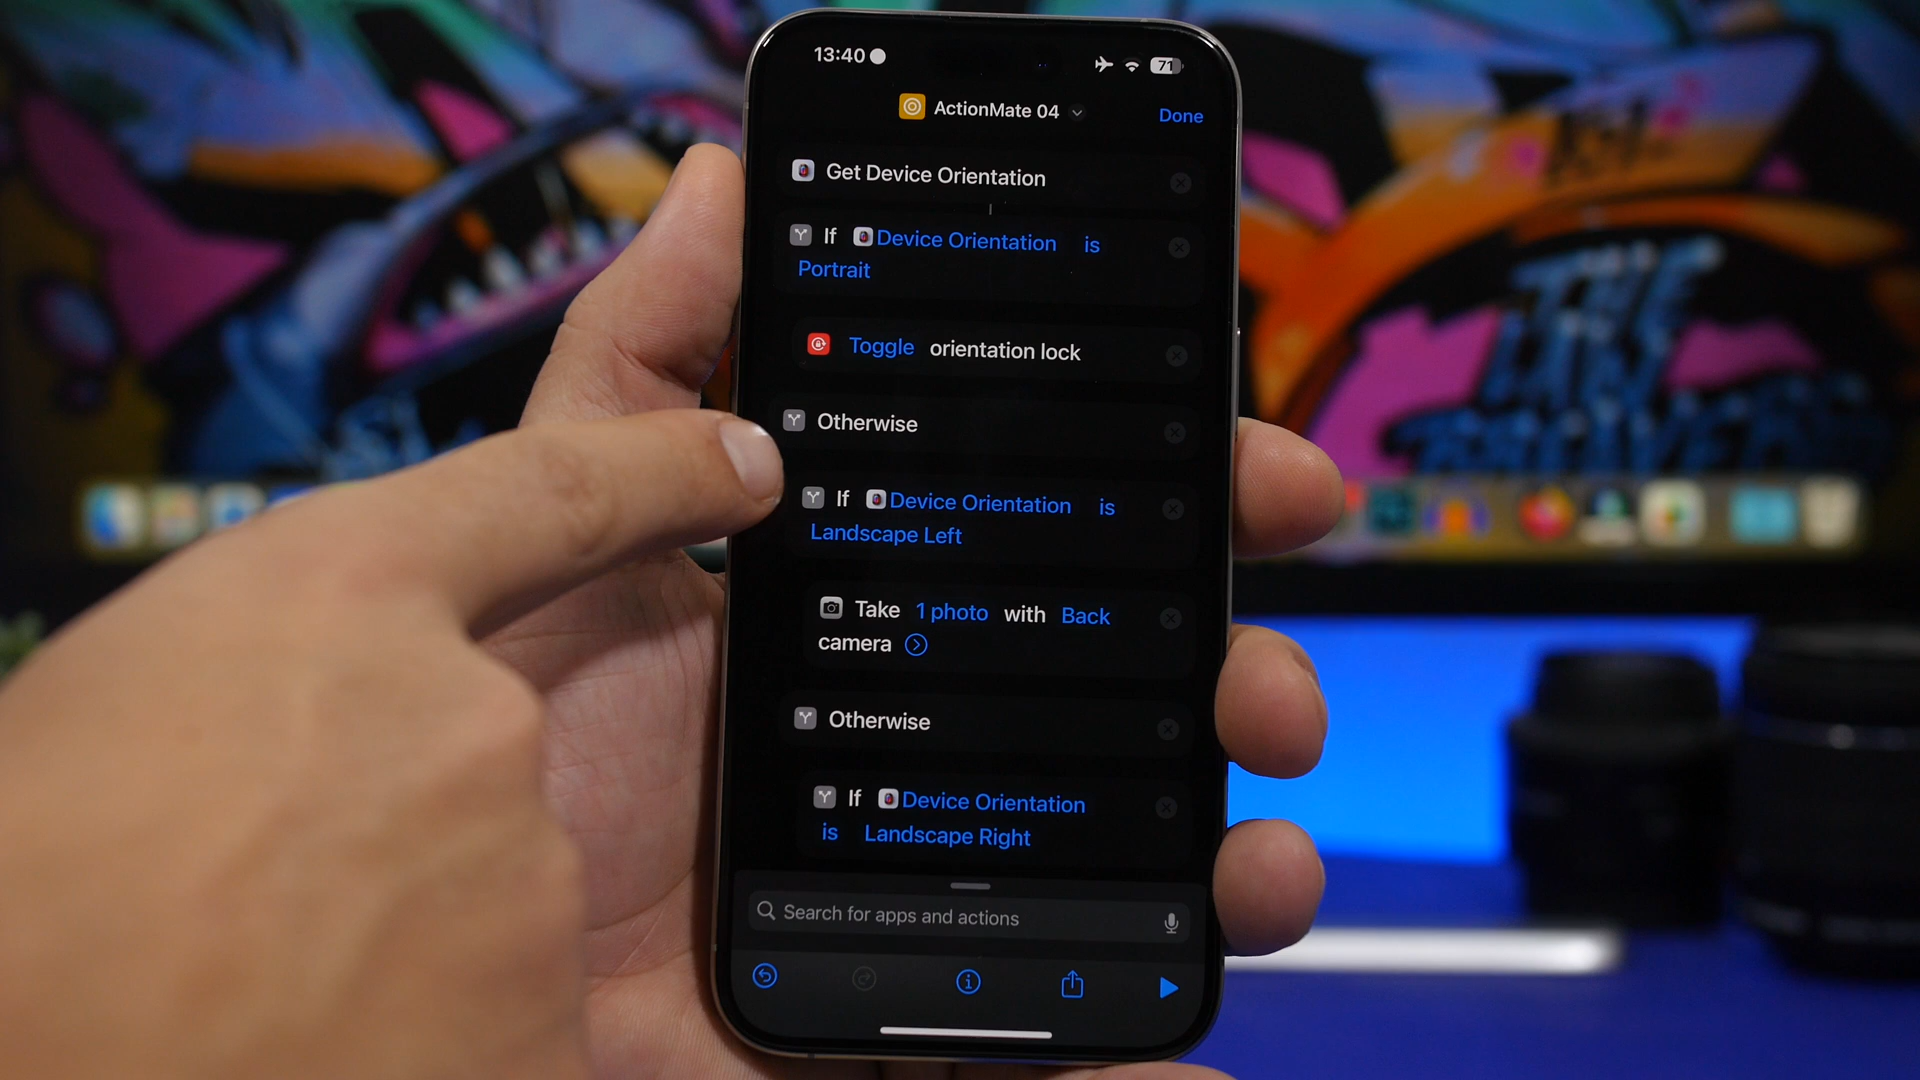 13:40
71
ActionMate 04
Done
Get Device Orientation
If Device Orientation is
Portrait
Toggle orientation lock
Otherwise
If Device Orientation is
Landscape Left
Take 1 photo with Back
camera
Otherwise
If Device Orientation
is Landscape Right
Search for apps and actions
THE